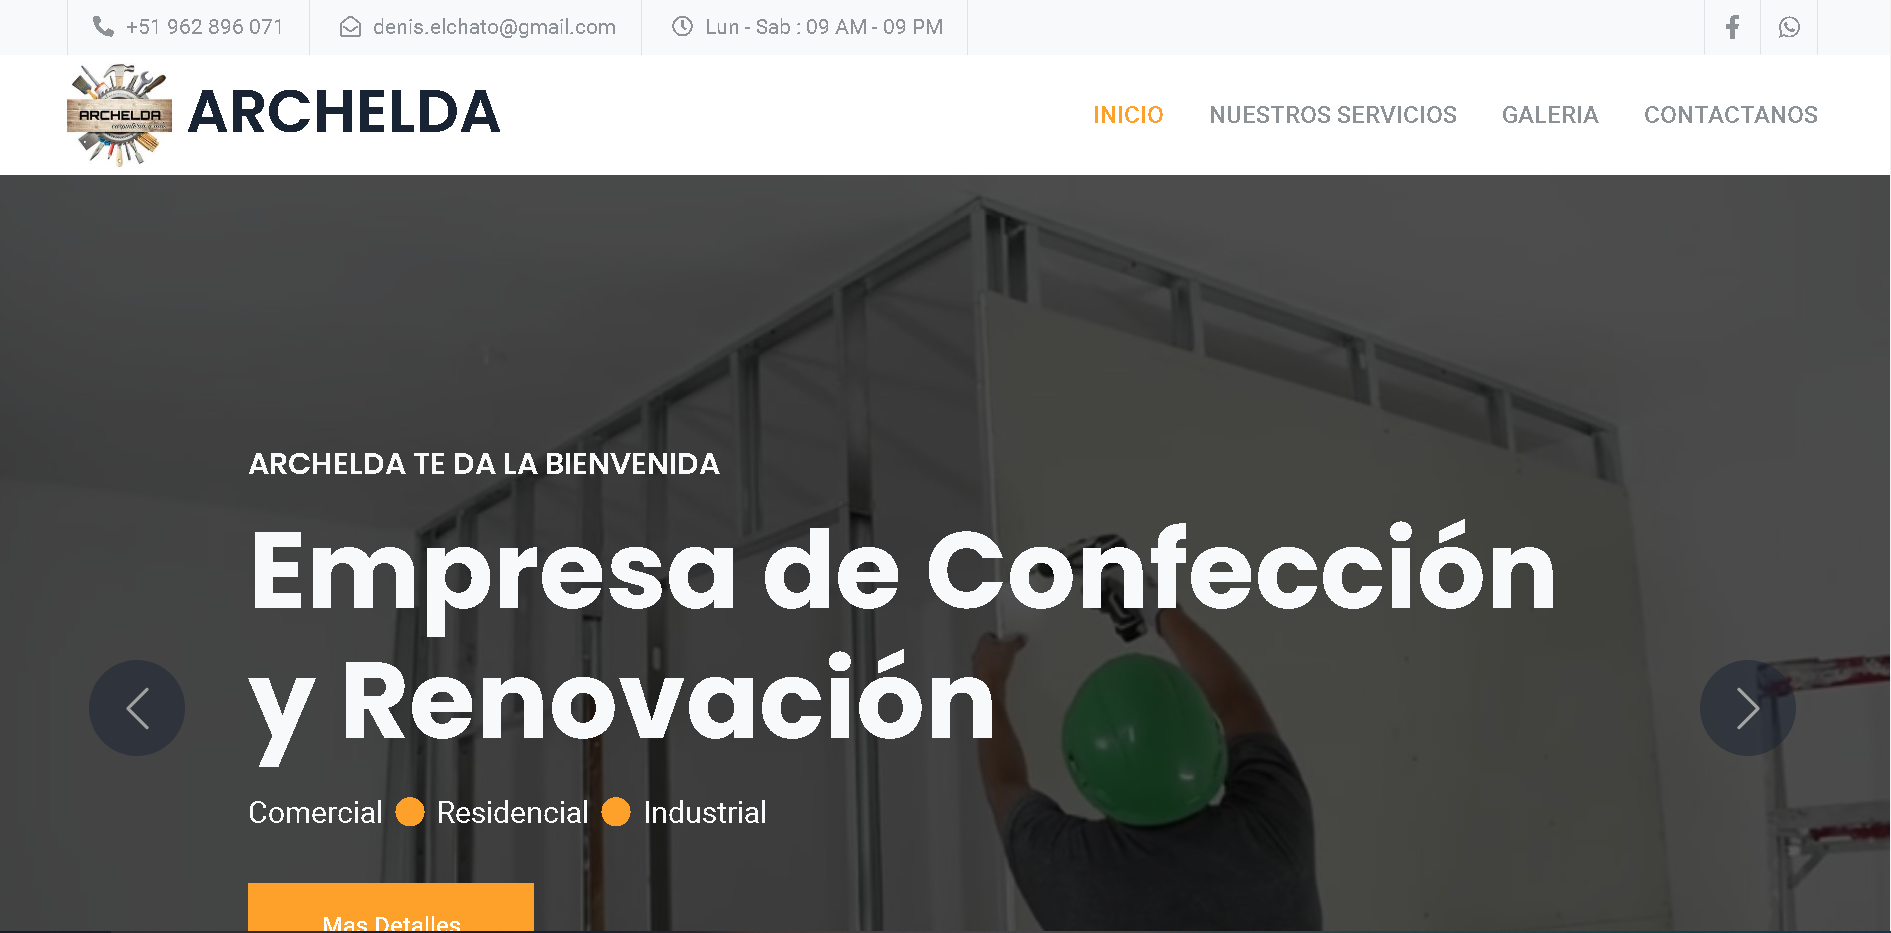 +51 962 896 071
denis.elchato@gmail.com
Lun - Sab : 09 AM - 09 PM
ARCHELDA
ARCHELDA
INICIO
NUESTROS SERVICIOS
GALERIA
CONTACTANOS
ARCHELDA TE DA LA BIENVENIDA
Empresa de Confección
y Renovación
Comercial
Residencial
Industrial
Mas Detalles